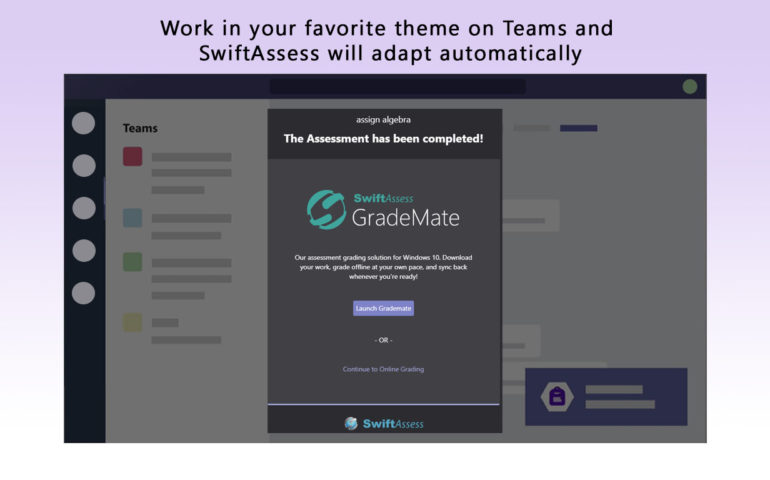 Work in your favorite theme on Teams and
SwiftAssess will adapt automatically
Teams
assign algebra
The Assessment has been completed!
SwiftAssess
GradeMate
Our assessment grading solution for Windows 10. Download
your work, grade offline at your own pace, and sync back
whenever you're ready!
Launch Grademate
- OR -
Continue to Online Grading
SwiftAssess